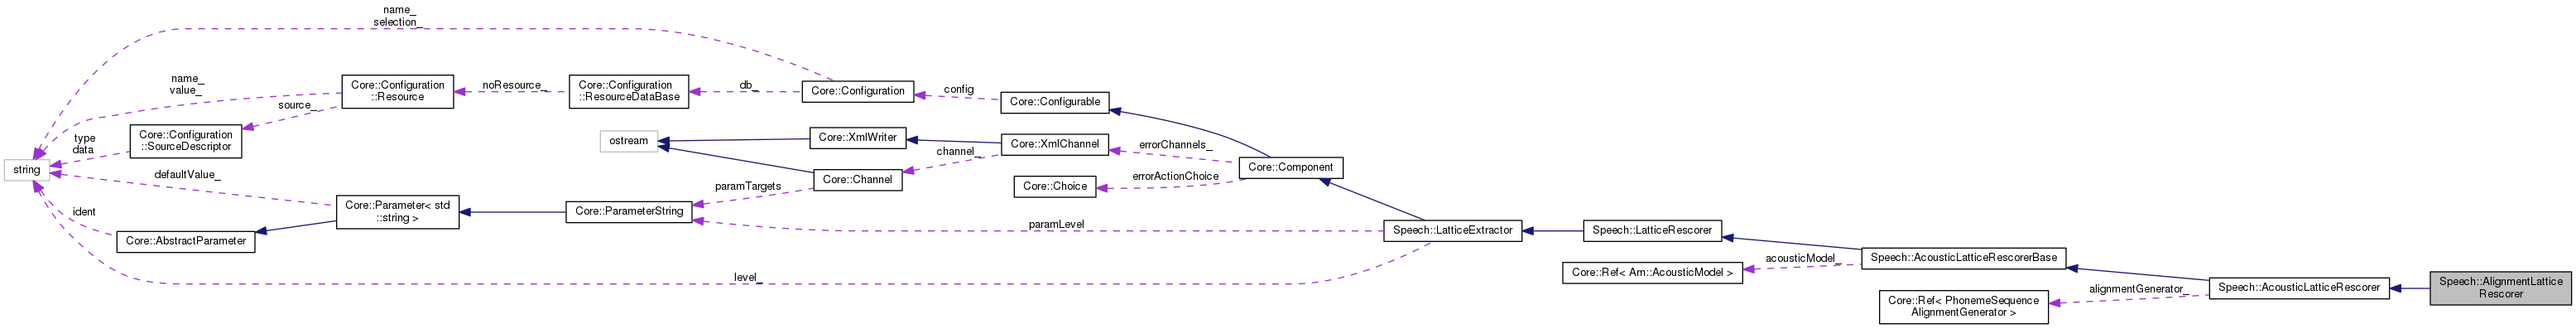 name_
selection_
name_
value_
Core::Configuration
::Resource
noResource_
Core::Configuration
::ResourceDataBase
db_
Core::Configuration
config
Core::Configurable
source_
type
data
Core::Configuration
::SourceDescriptor
ostream
Core::XmlWriter
Core::XmlChannel
errorChannels_
channel_
string
defaultValue_
paramTargets
Core::Channel
Core::Choice
errorActionChoice
Core::Component
ident
Core::Parameter< std
::string >
Core::ParameterString
Core::AbstractParameter
paramLevel
Speech::LatticeExtractor
Speech::LatticeRescorer
level_
Core::Ref< Am::AcousticModel >
acousticModel_
Speech::AcousticLatticeRescorerBase
Core::Ref< PhonemeSequence
AlignmentGenerator >
alignmentGenerator_
Speech::AcousticLatticeRescorer
Speech::AlignmentLattice
Rescorer